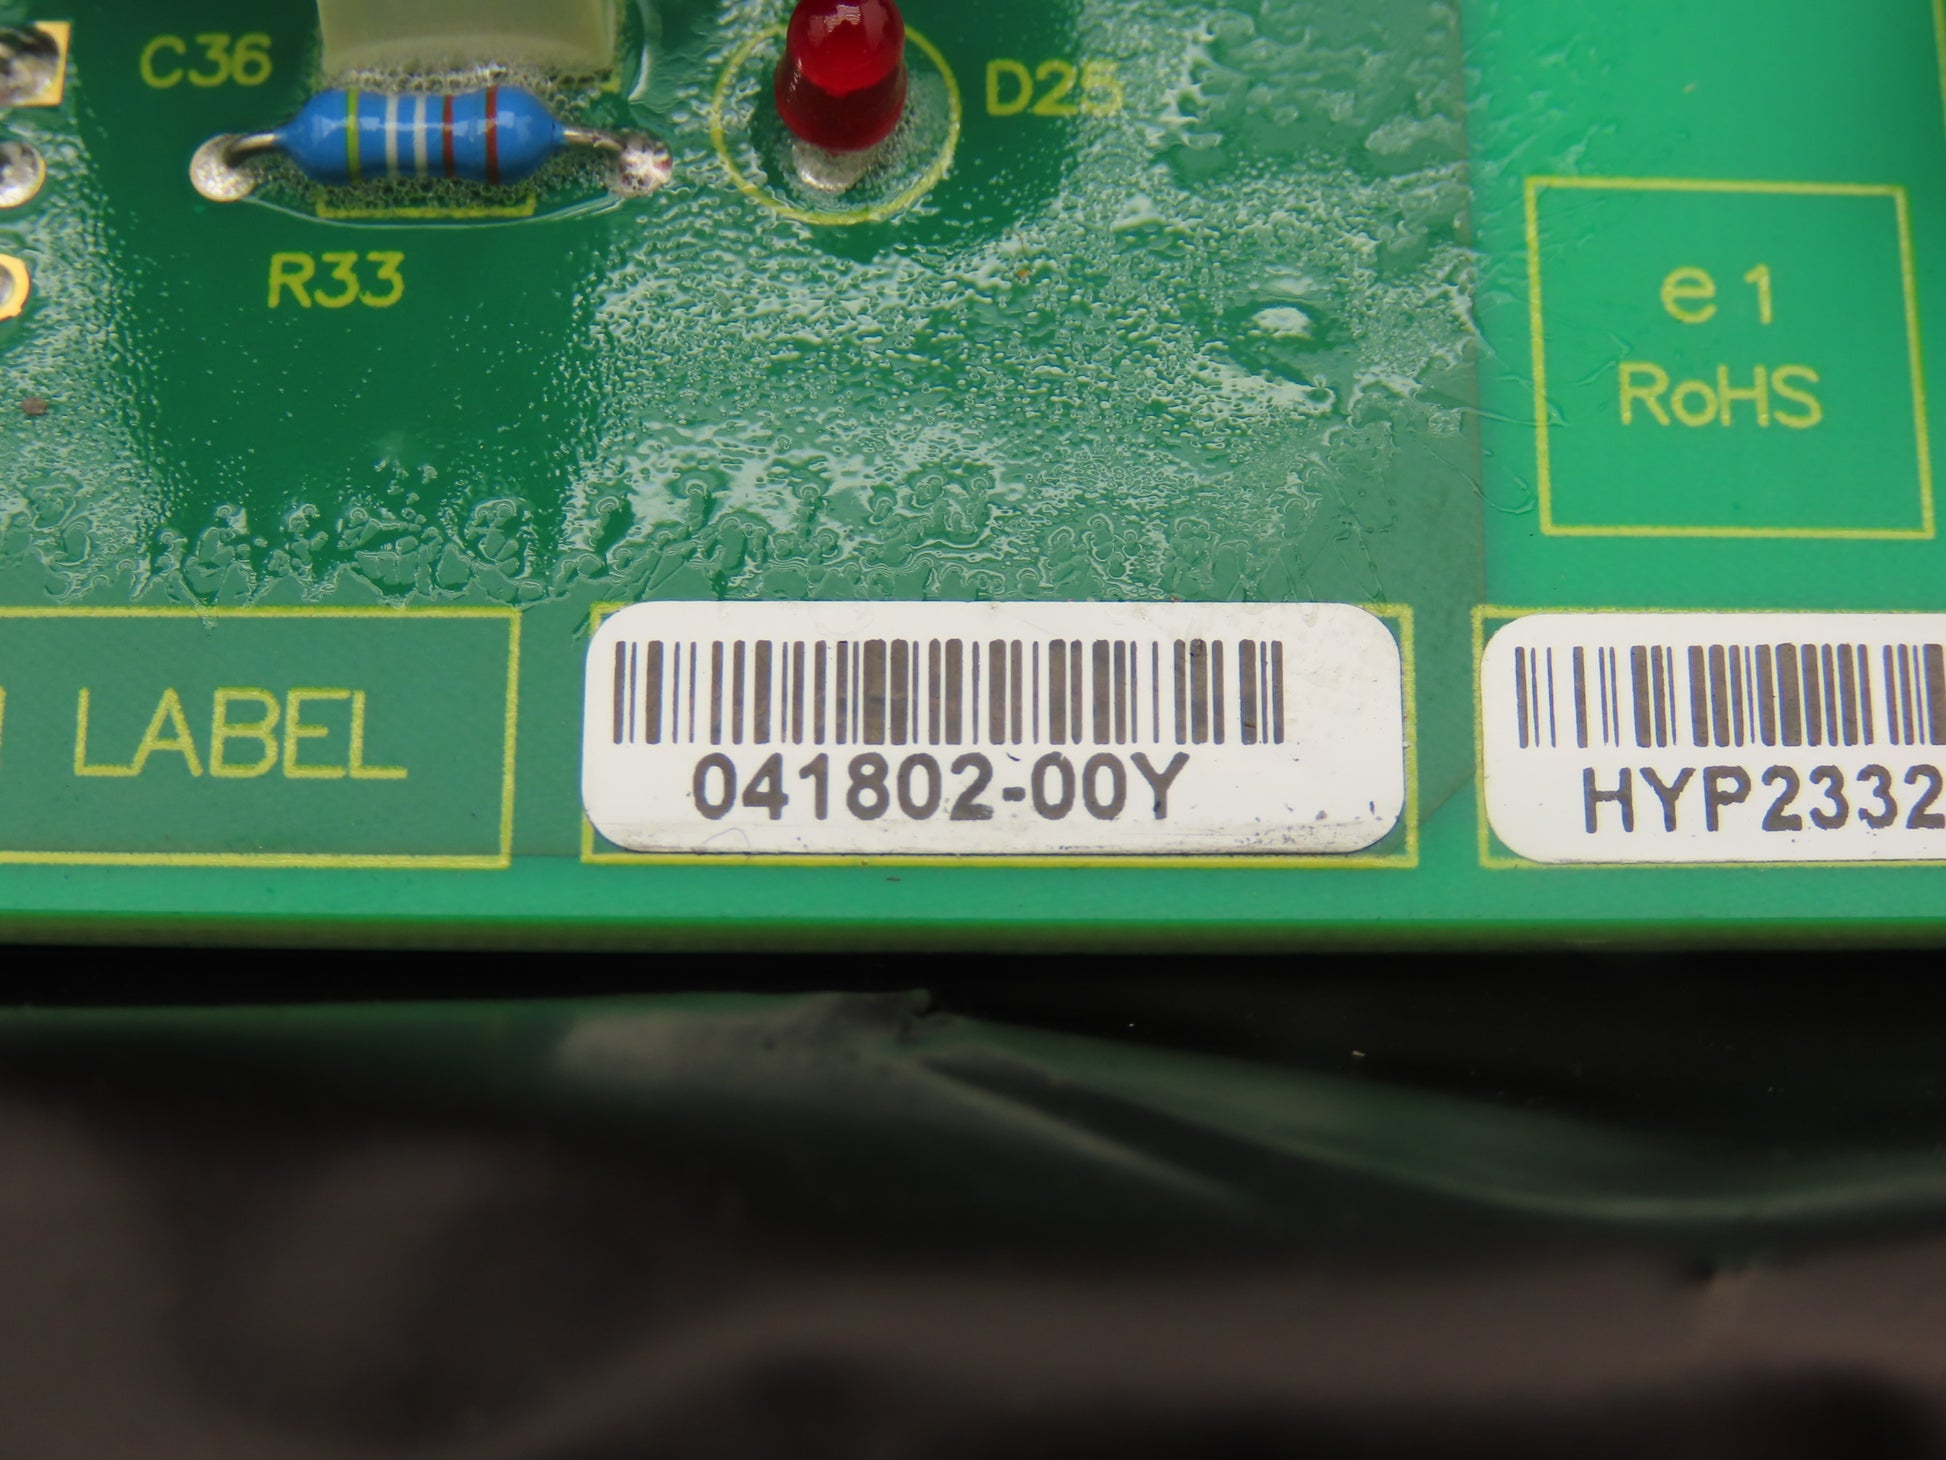 C36
D25
R33
e1
RoHS
LABEL
041802-00Y
HYP2332